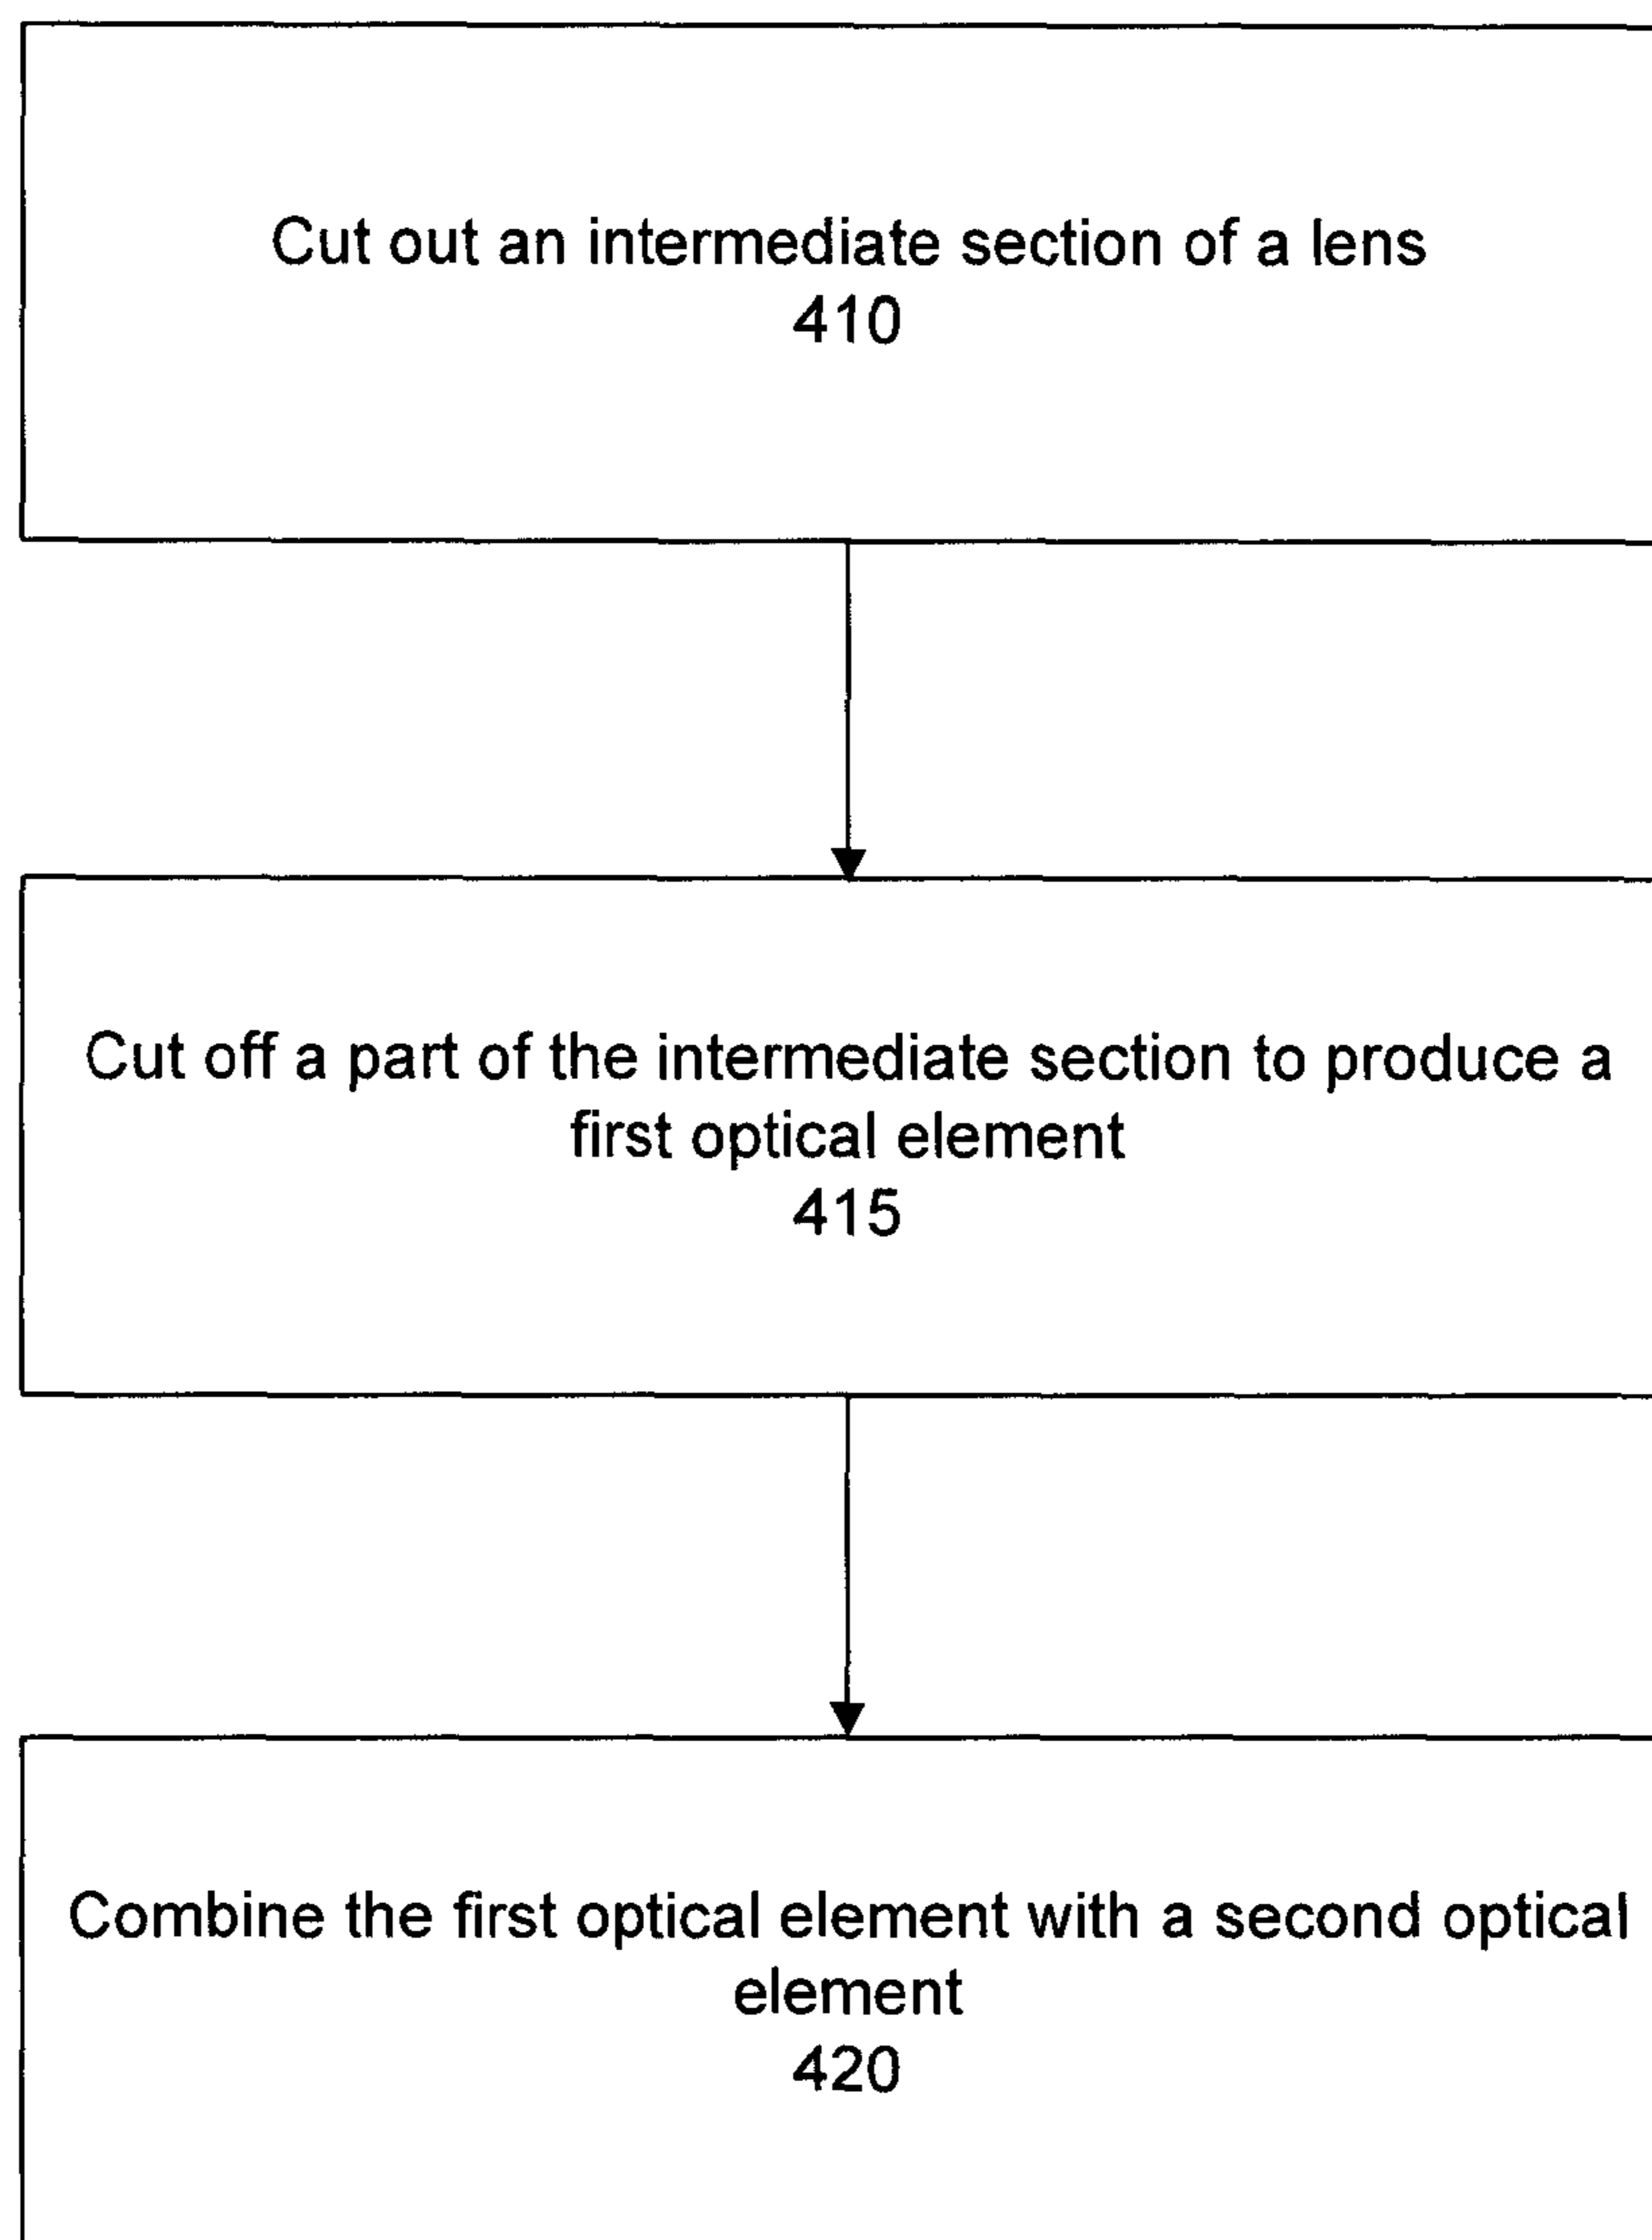 Cut out an intermediate section of a lens
410
Cut off a part of the intermediate section to produce a
first optical element
415
Combine the first optical element with a second optical
element
420